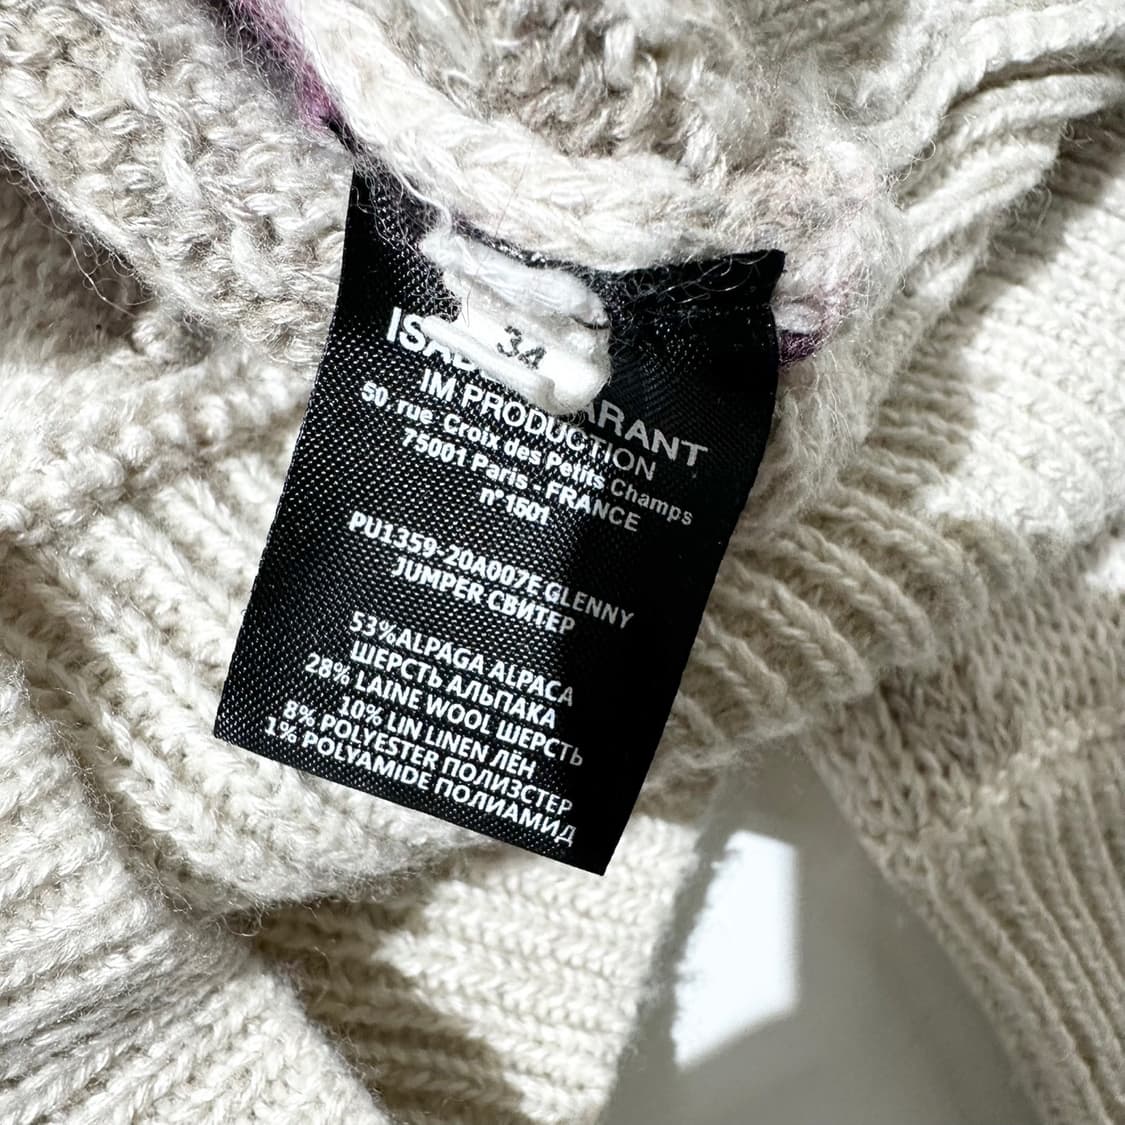 34
IM PRODUCTION
50, rue Croix des Petits Champs
75001 Paris - FRANCE
n°1601
PU1359-20A007E GLENNY
JUMPER СВИТЕР
53%ALPAGA ALPACA
ШЕРСТЬ АЛЬПАКА
28% LAINE WOOL ШЕРСТЬ
10% LIN LINEN ЛЕН
8% POLYESTER ПОЛИЭСТЕР
1% POLYAMIDE ПОЛИАМИД